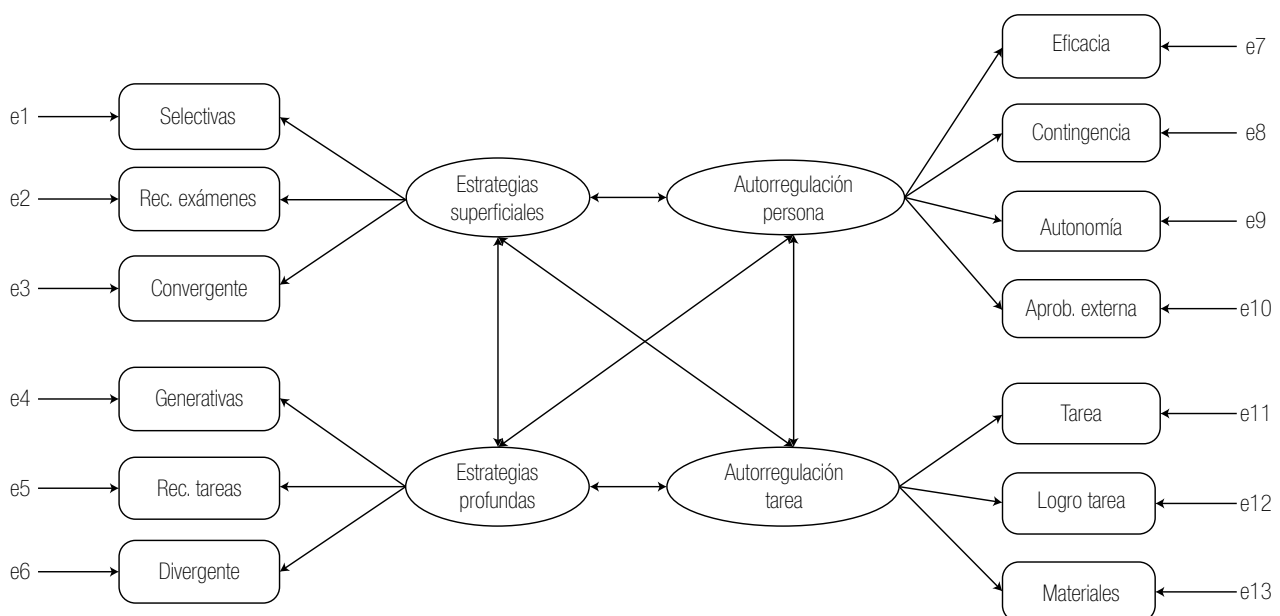 e1
Selectivas
e2
Rec. exámenes
e3
Convergente
e4
Generativas
e5
Rec. tareas
e6
Divergente
Estrategias
superficiales
Autorregulación
persona
Estrategias
profundas
Autorregulación
tarea
Eficacia
e7
Contingencia
e8
Autonomía
e9
Aprob. externa
e10
Tarea
e11
Logro tarea
e12
Materiales
e13